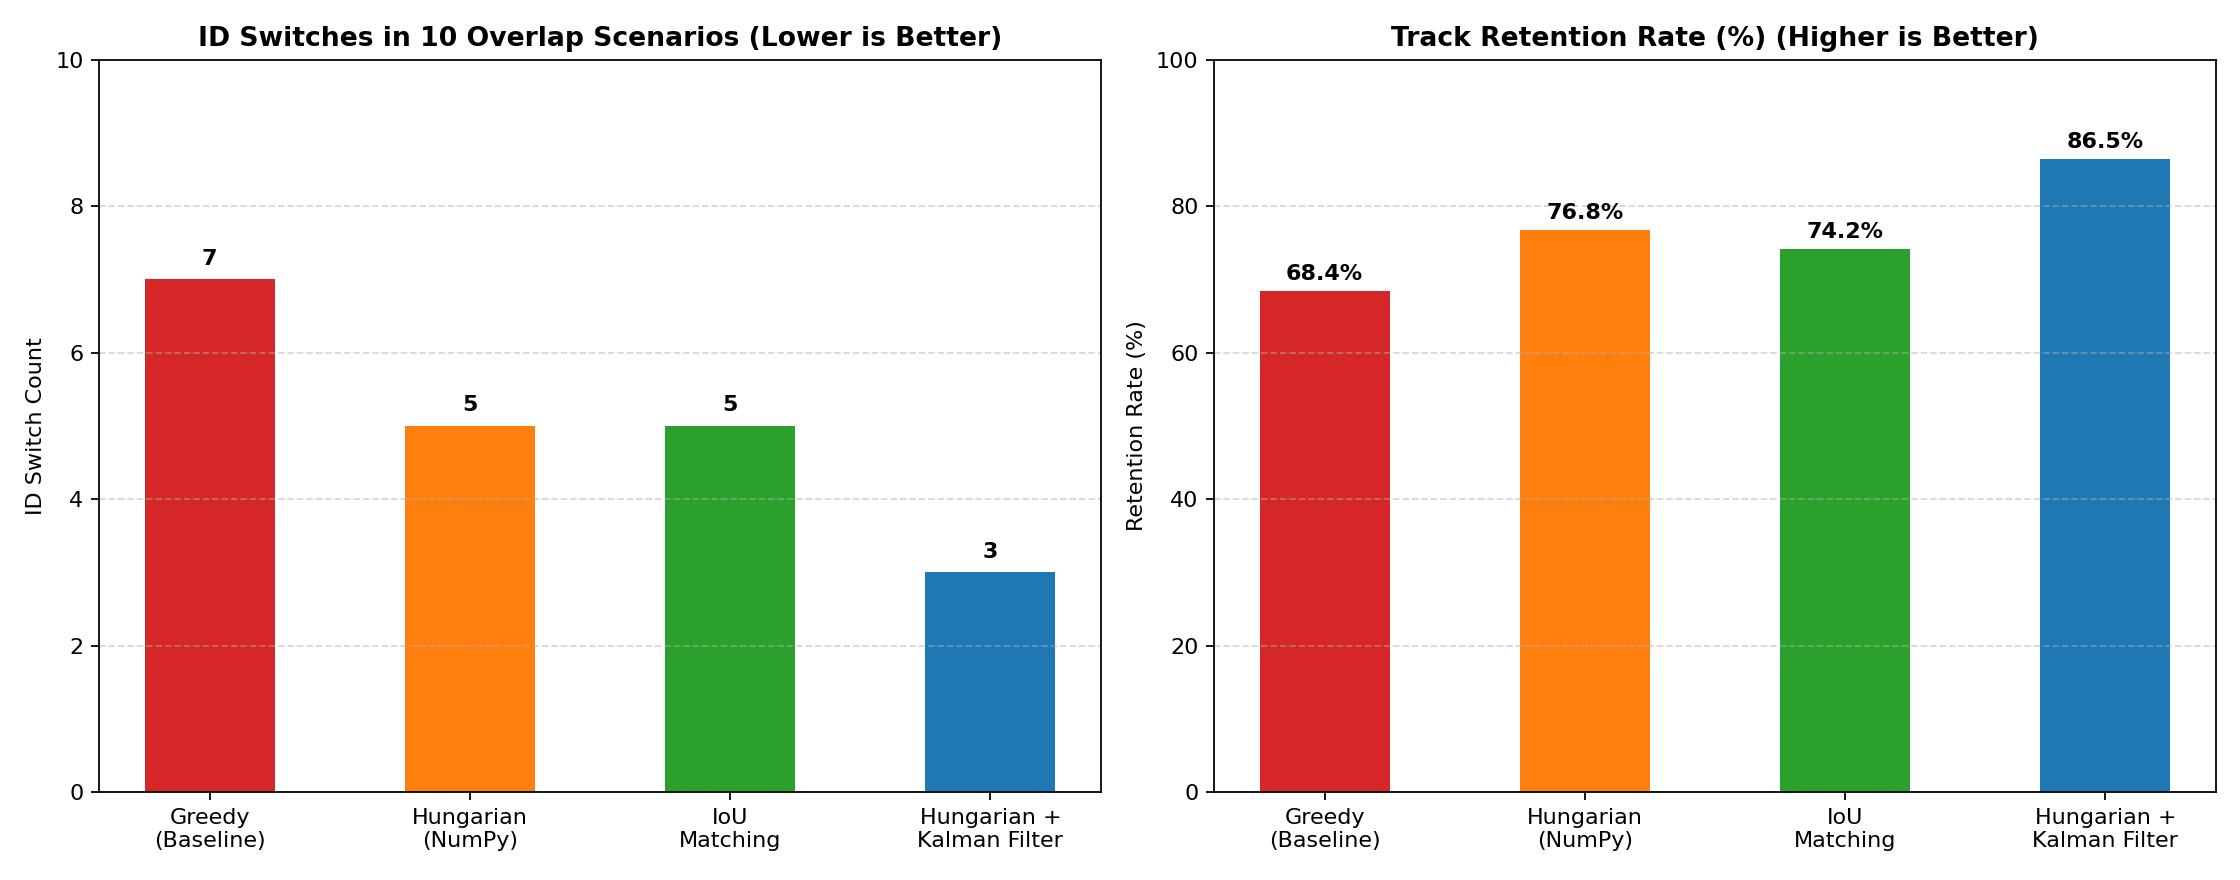 ID Switches in 10 Overlap Scenarios (Lower is Better)
ID Switch Count
10
8
6
4
2
0
7
5
5
3
Greedy
(Baseline)
Hungarian
(NumPy)
IoU
Matching
Hungarian +
Kalman Filter
Track Retention Rate (%) (Higher is Better)
Retention Rate (%)
100
80
60
40
20
0
68.4%
76.8%
74.2%
86.5%
Greedy
(Baseline)
Hungarian
(NumPy)
IoU
Matching
Hungarian +
Kalman Filter